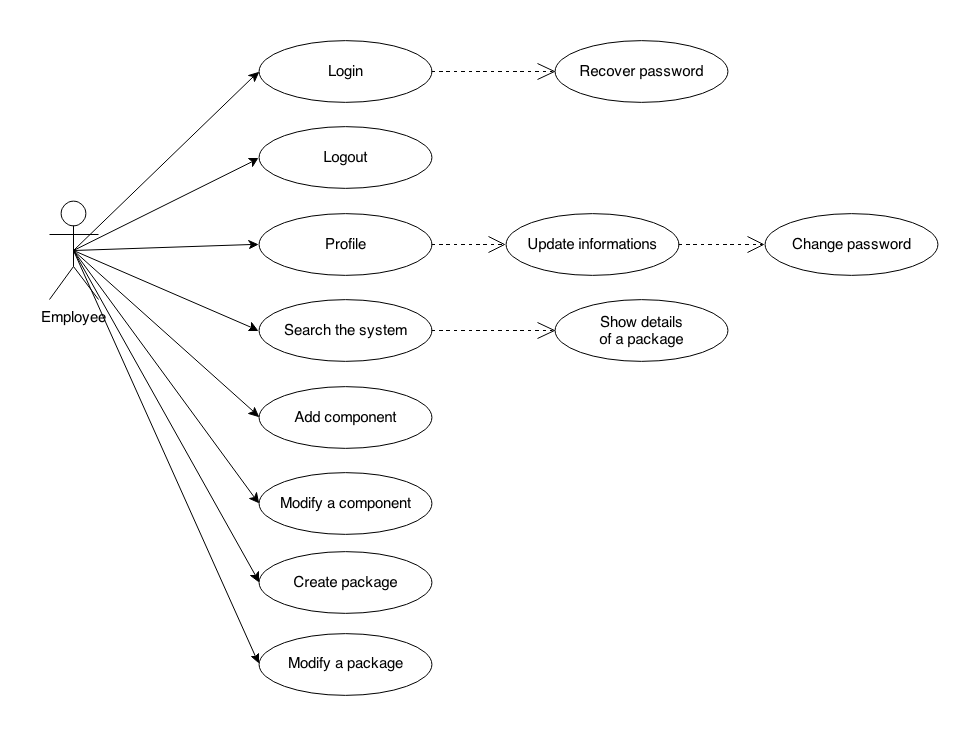 Login
Recover password
Logout
Profile
Update informations
Change password
Employee
Search the system
Show details
of a package
Add component
Modify a component
Create package
Modify a package